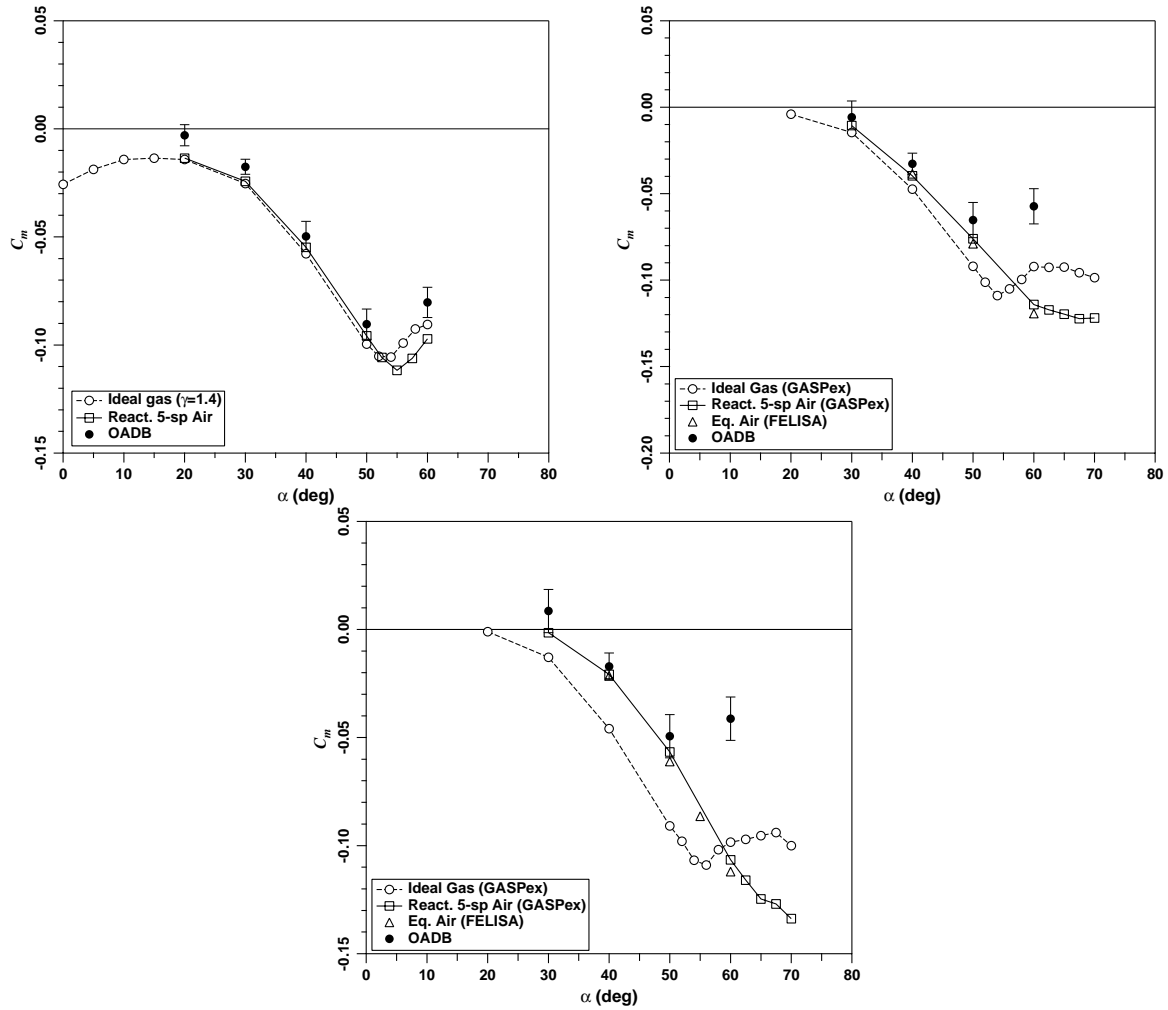 0.05
0.00
-0.05
-0.10
-0.15
C_m
0 10 20 30 40 50 60 70 80
α (deg)
Ideal gas (γ=1.4)
React. 5-sp Air
OADB
0.05
0.00
-0.05
-0.10
-0.15
-0.20
C_m
0 10 20 30 40 50 60 70 80
α (deg)
Ideal Gas (GASPex)
React. 5-sp Air (GASPex)
Eq. Air (FELISA)
OADB
0.05
0.00
-0.05
-0.10
-0.15
C_m
0 10 20 30 40 50 60 70 80
α (deg)
Ideal Gas (GASPex)
React. 5-sp Air (GASPex)
Eq. Air (FELISA)
OADB